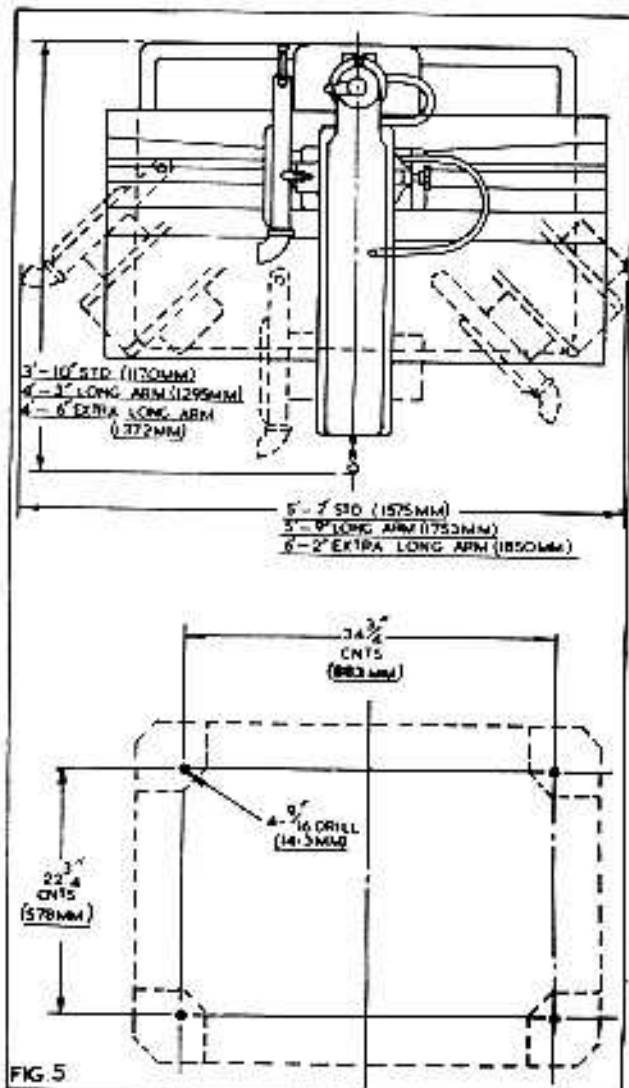 3'-10" STD (1170MM)
4'-3" LONG ARM (1295MM)
4'-6" EXTRA LONG ARM
(1372MM)
5'-2" STD (1575MM)
5'-9" LONG ARM (1753MM)
6'-2" EXTRA LONG ARM (1850MM)
34 3/4"
CNTS
(883MM)
4-9/16" DRILL
(14.3MM)
22 3/4"
CNTS
(578MM)
FIG.5